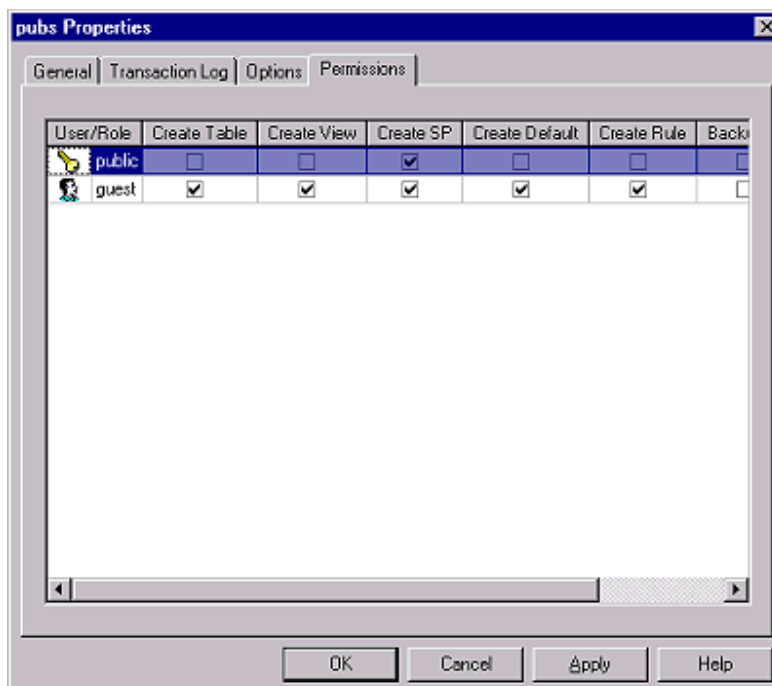 pubs Properties
General Transaction Log Options Permissions
User/Role Create Table Create View Create SP Create Default Create Rule
public
guest
OK Cancel Apply Help